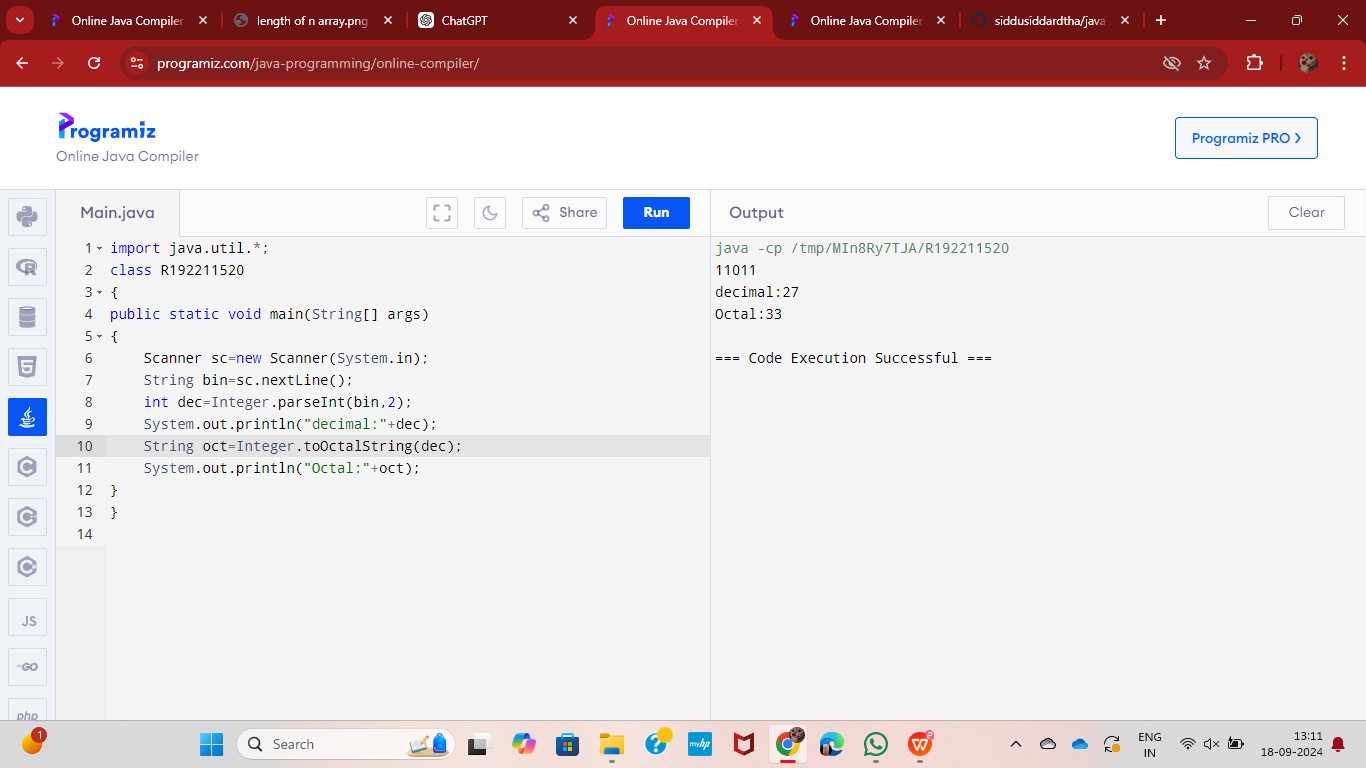 Online Java Compiler
length of n array.png
ChatGPT
Online Java Compiler
Online Java Compiler
siddusiddardtha/java
programiz.com/java-programming/online-compiler/
Programiz
Online Java Compiler
Programiz PRO >
Main.java
Share
Run
Output
Clear
1 import java.util.*;
2 class R192211520
3 {
4 public static void main(String[] args)
5 {
6 Scanner sc=new Scanner(System.in);
7 String bin=sc.nextLine();
8 int dec=Integer.parseInt(bin,2);
9 System.out.println("decimal:"+dec);
10 String oct=Integer.toOctalString(dec);
11 System.out.println("Octal:"+oct);
12 }
13 }
14
java -cp /tmp/MIn8Ry7TJA/R192211520
11011
decimal:27
Octal:33
=== Code Execution Successful ===
JS
GO
php
1
Search
myhp
ENG
IN
13:11
18-09-2024